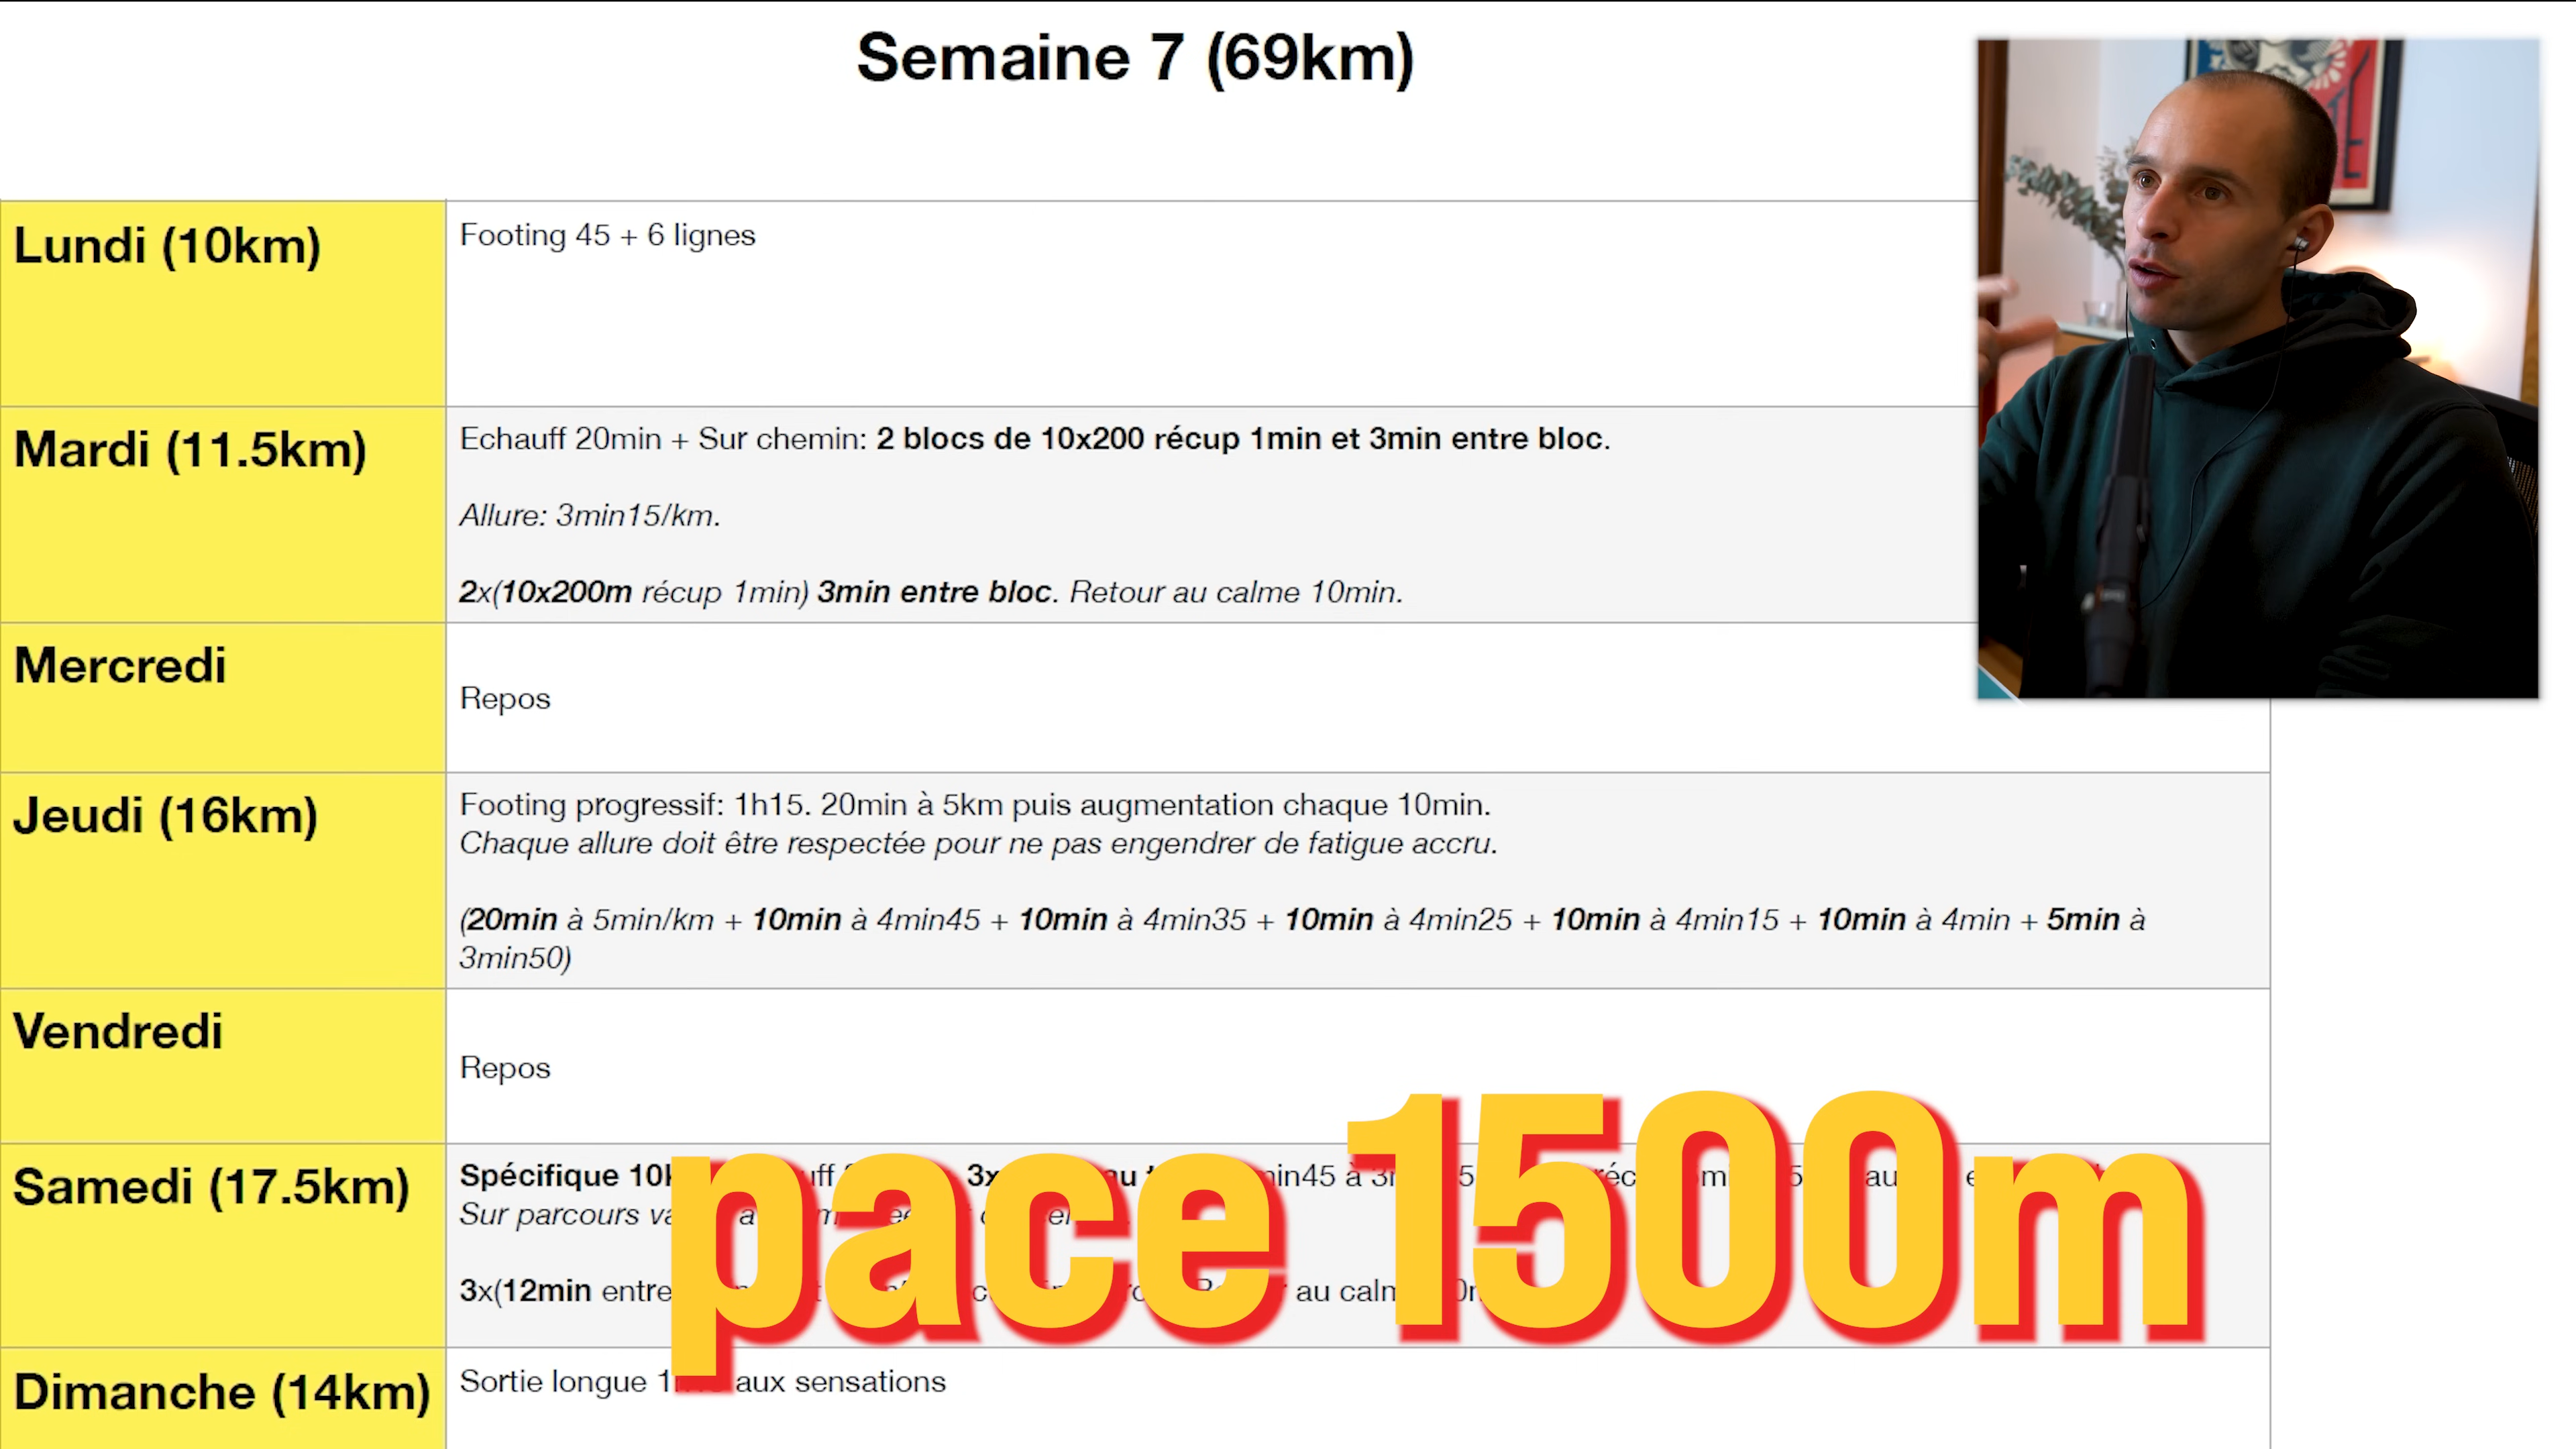 Semaine 7 (69km)
Lundi (10km)
Footing 45 + 6 lignes
Mardi (11.5km)
Echauff 20min + Sur chemin: 2 blocs de 10x200 récup 1min et 3min entre bloc.
Allure: 3min15/km.
2x(10x200m récup 1min) 3min entre bloc. Retour au calme 10min.
Mercredi
Repos
Jeudi (16km)
Footing progressif: 1h15. 20min à 5km puis augmentation chaque 10min.
Chaque allure doit être respectée pour ne pas engendrer de fatigue accru.
(20min à 5min/km + 10min à 4min45 + 10min à 4min35 + 10min à 4min25 + 10min à 4min15 + 10min à 4min + 5min à
3min50)
Vendredi
Repos
Samedi (17.5km)
Spécifique
Sur parcours
3x(12min entre au
Dimanche (14km)
Sortie longue aux sensations
pace 1500m